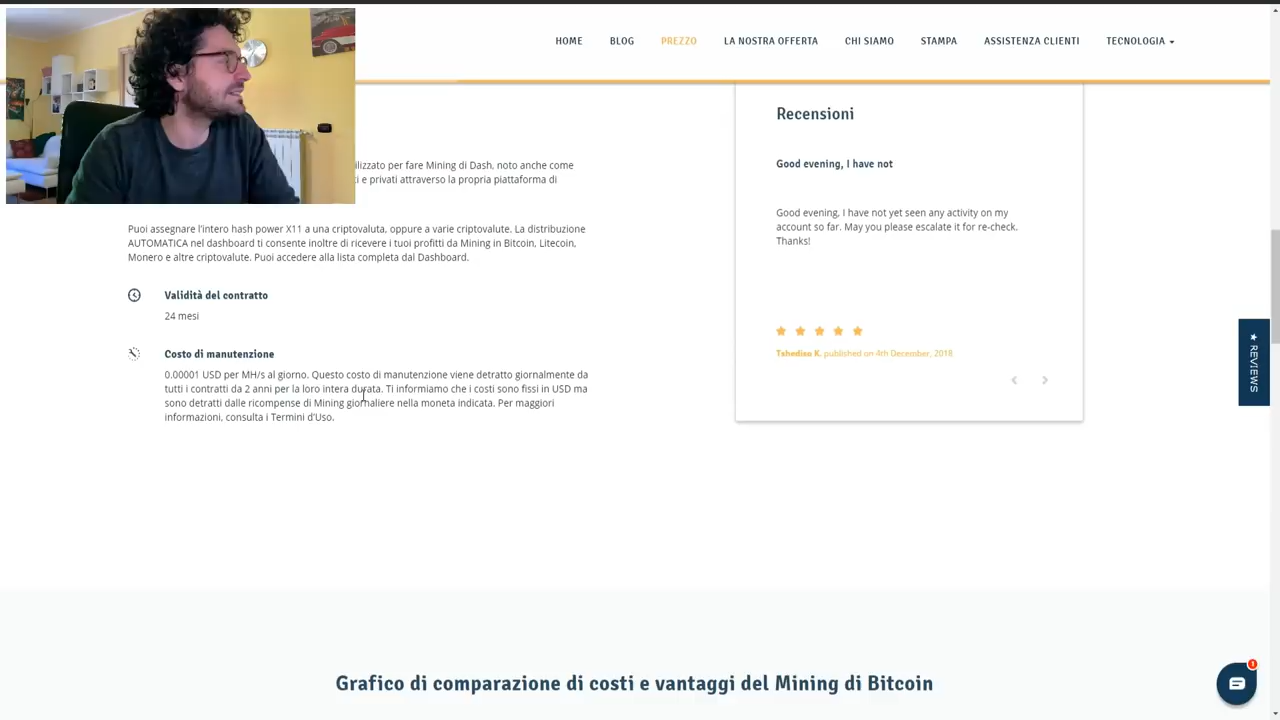 HOME
BLOG
PREZZO
LA NOSTRA OFFERTA
CHI SIAMO
STAMPA
ASSISTENZA CLIENTI
TECNOLOGIA
per fare Mining di Dash, noto anche come
e privati attraverso la propria piattaforma di
Puoi assegnare l'intero hash power X11 a una criptovaluta, oppure a varie criptovalute. La distribuzione
AUTOMATICA nel dashboard ti consente inoltre di ricevere i tuoi profitti da Mining in Bitcoin, Litecoin,
Monero e altre criptovalute. Puoi accedere alla lista completa dal Dashboard.
Validità del contratto
24 mesi
Costo di manutenzione
0.00001 USD per MH/s al giorno. Questo costo di manutenzione viene detratto giornalmente da
tutti i contratti da 2 anni per la loro intera durata. Ti informiamo che i costi sono fissi in USD ma
sono detratti dalle ricompense di Mining giornaliere nella moneta indicata. Per maggiori
informazioni, consulta i Termini d'Uso.
Recensioni
Good evening, I have not
Good evening, I have not yet seen any activity on my
account so far. May you please escalate it for re-check.
Thanks!
Tshediso K. published on 4th December, 2018
★ REVIEWS
1
Grafico di comparazione di costi e vantaggi del Mining di Bitcoin